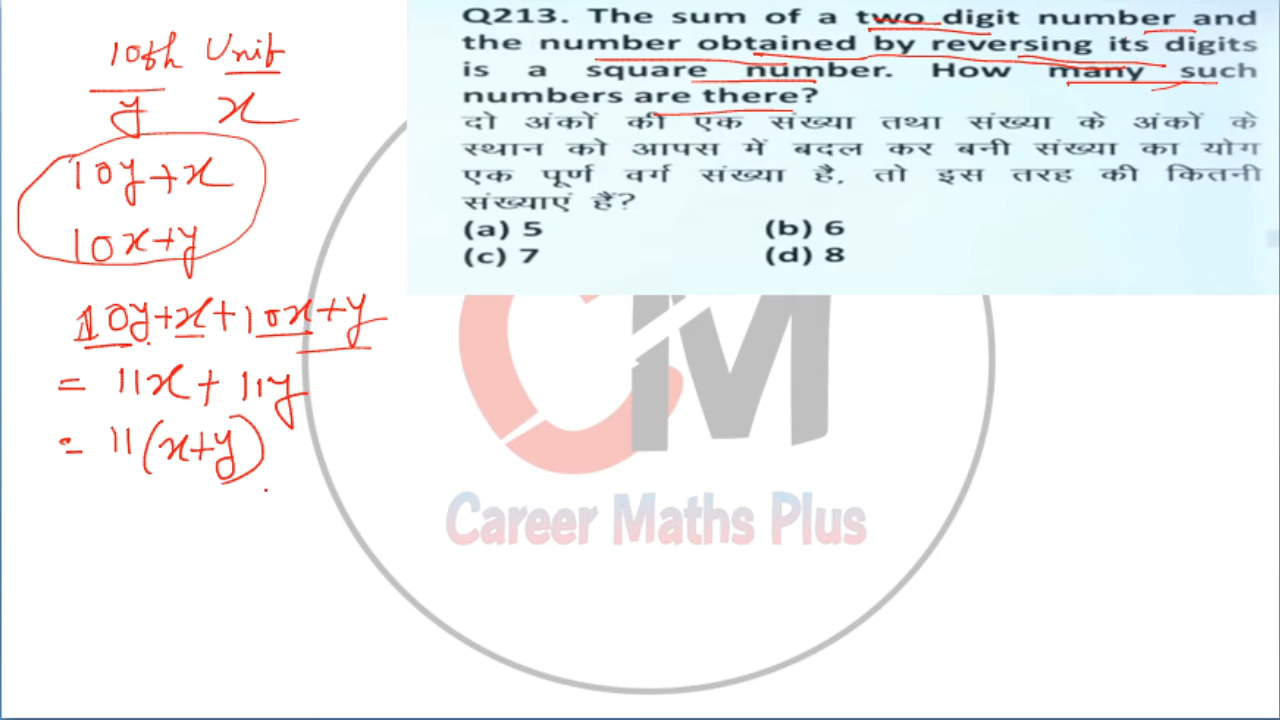 10th Unit
y x
10y+x
10x+y
10y+x+10x+y
= 11x+11y
= 11(x+y)
Q213. The sum of a two digit number and
the number obtained by reversing its digits
is a square number. How many such
numbers are there?
दो अंकों की एक संख्या तथा संख्या के अंकों के
स्थान को आपस में बदल कर बनी संख्या का योग
एक पूर्ण वर्ग संख्या है, तो इस तरह की कितनी
संख्याएं हैं?
(a) 5 (b) 6
(c) 7 (d) 8
CM
Career Maths Plus